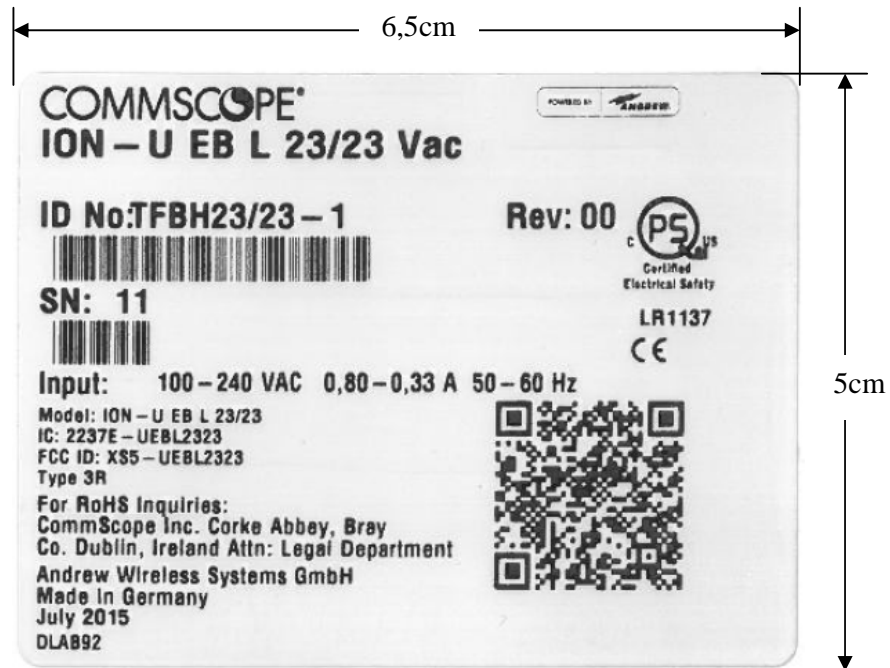 6,5cm
COMMSCOPE®
POWERED BY ANDREW
ION – U EB L 23/23 Vac
ID No:TFBH23/23 – 1
Rev: 00
C PS US
Certified
Electrical Safety
SN: 11
LR1137
CE
Input: 100 – 240 VAC 0,80 – 0,33 A 50 – 60 Hz
5cm
Model: ION – U EB L 23/23
IC: 2237E – UEBL2323
FCC ID: XS5 – UEBL2323
Type 3R
For RoHS Inquiries:
CommScope Inc. Corke Abbey, Bray
Co. Dublin, Ireland Attn: Legal Department
Andrew Wireless Systems GmbH
Made in Germany
July 2015
DLAB92